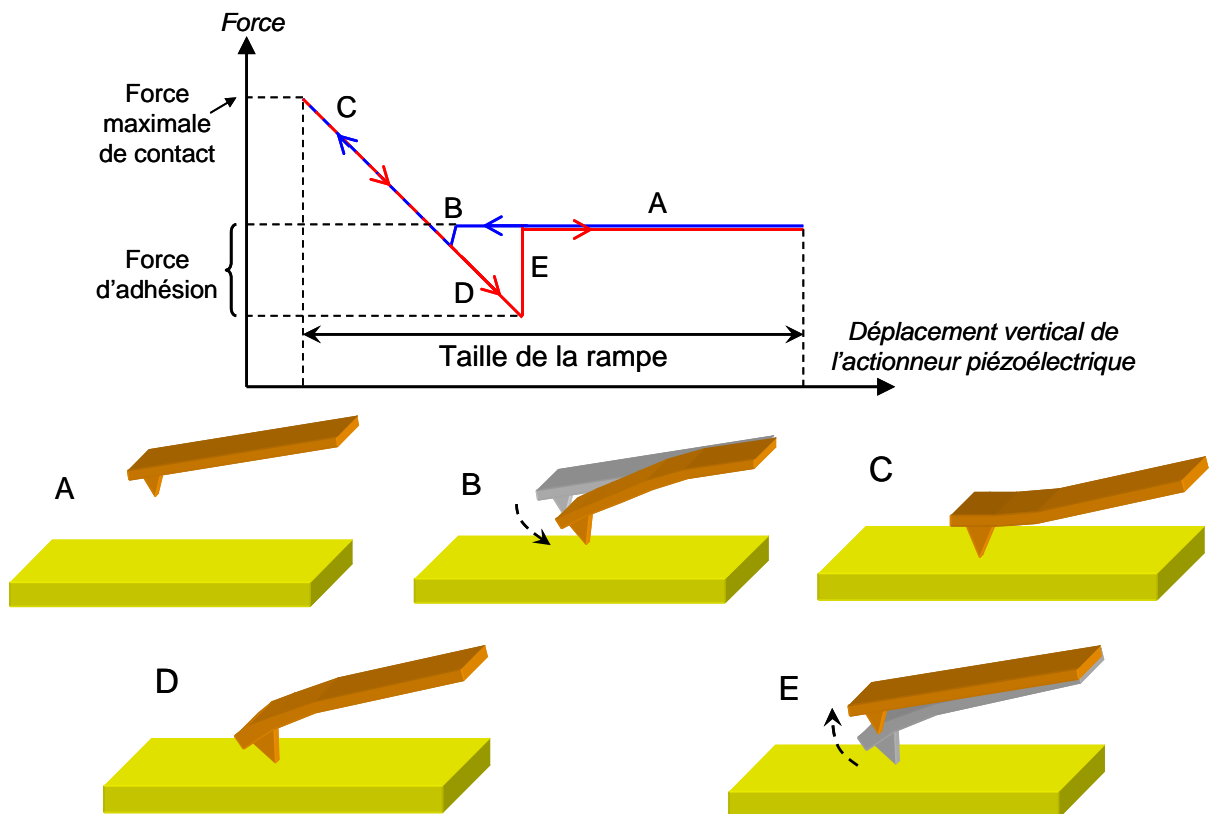 Force
Force
maximale
de contact
C
B
A
Force
d'adhésion
E
D
Taille de la rampe
Déplacement vertical de
l'actionneur piézoélectrique
A
B
C
D
E